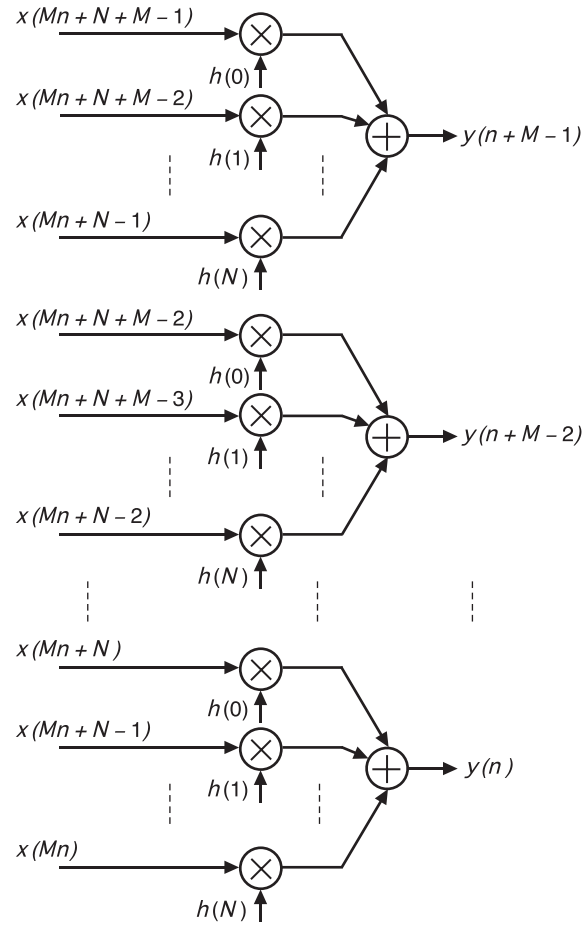 x(Mn + N + M – 1)
h(0)
x(Mn + N + M – 2)
y(n + M – 1)
h(1)
x(Mn + N – 1)
h(N)
x(Mn + N + M – 2)
h(0)
x(Mn + N + M – 3)
y(n + M – 2)
h(1)
x(Mn + N – 2)
h(N)
x(Mn + N)
h(0)
x(Mn + N – 1)
y(n)
h(1)
x(Mn)
h(N)